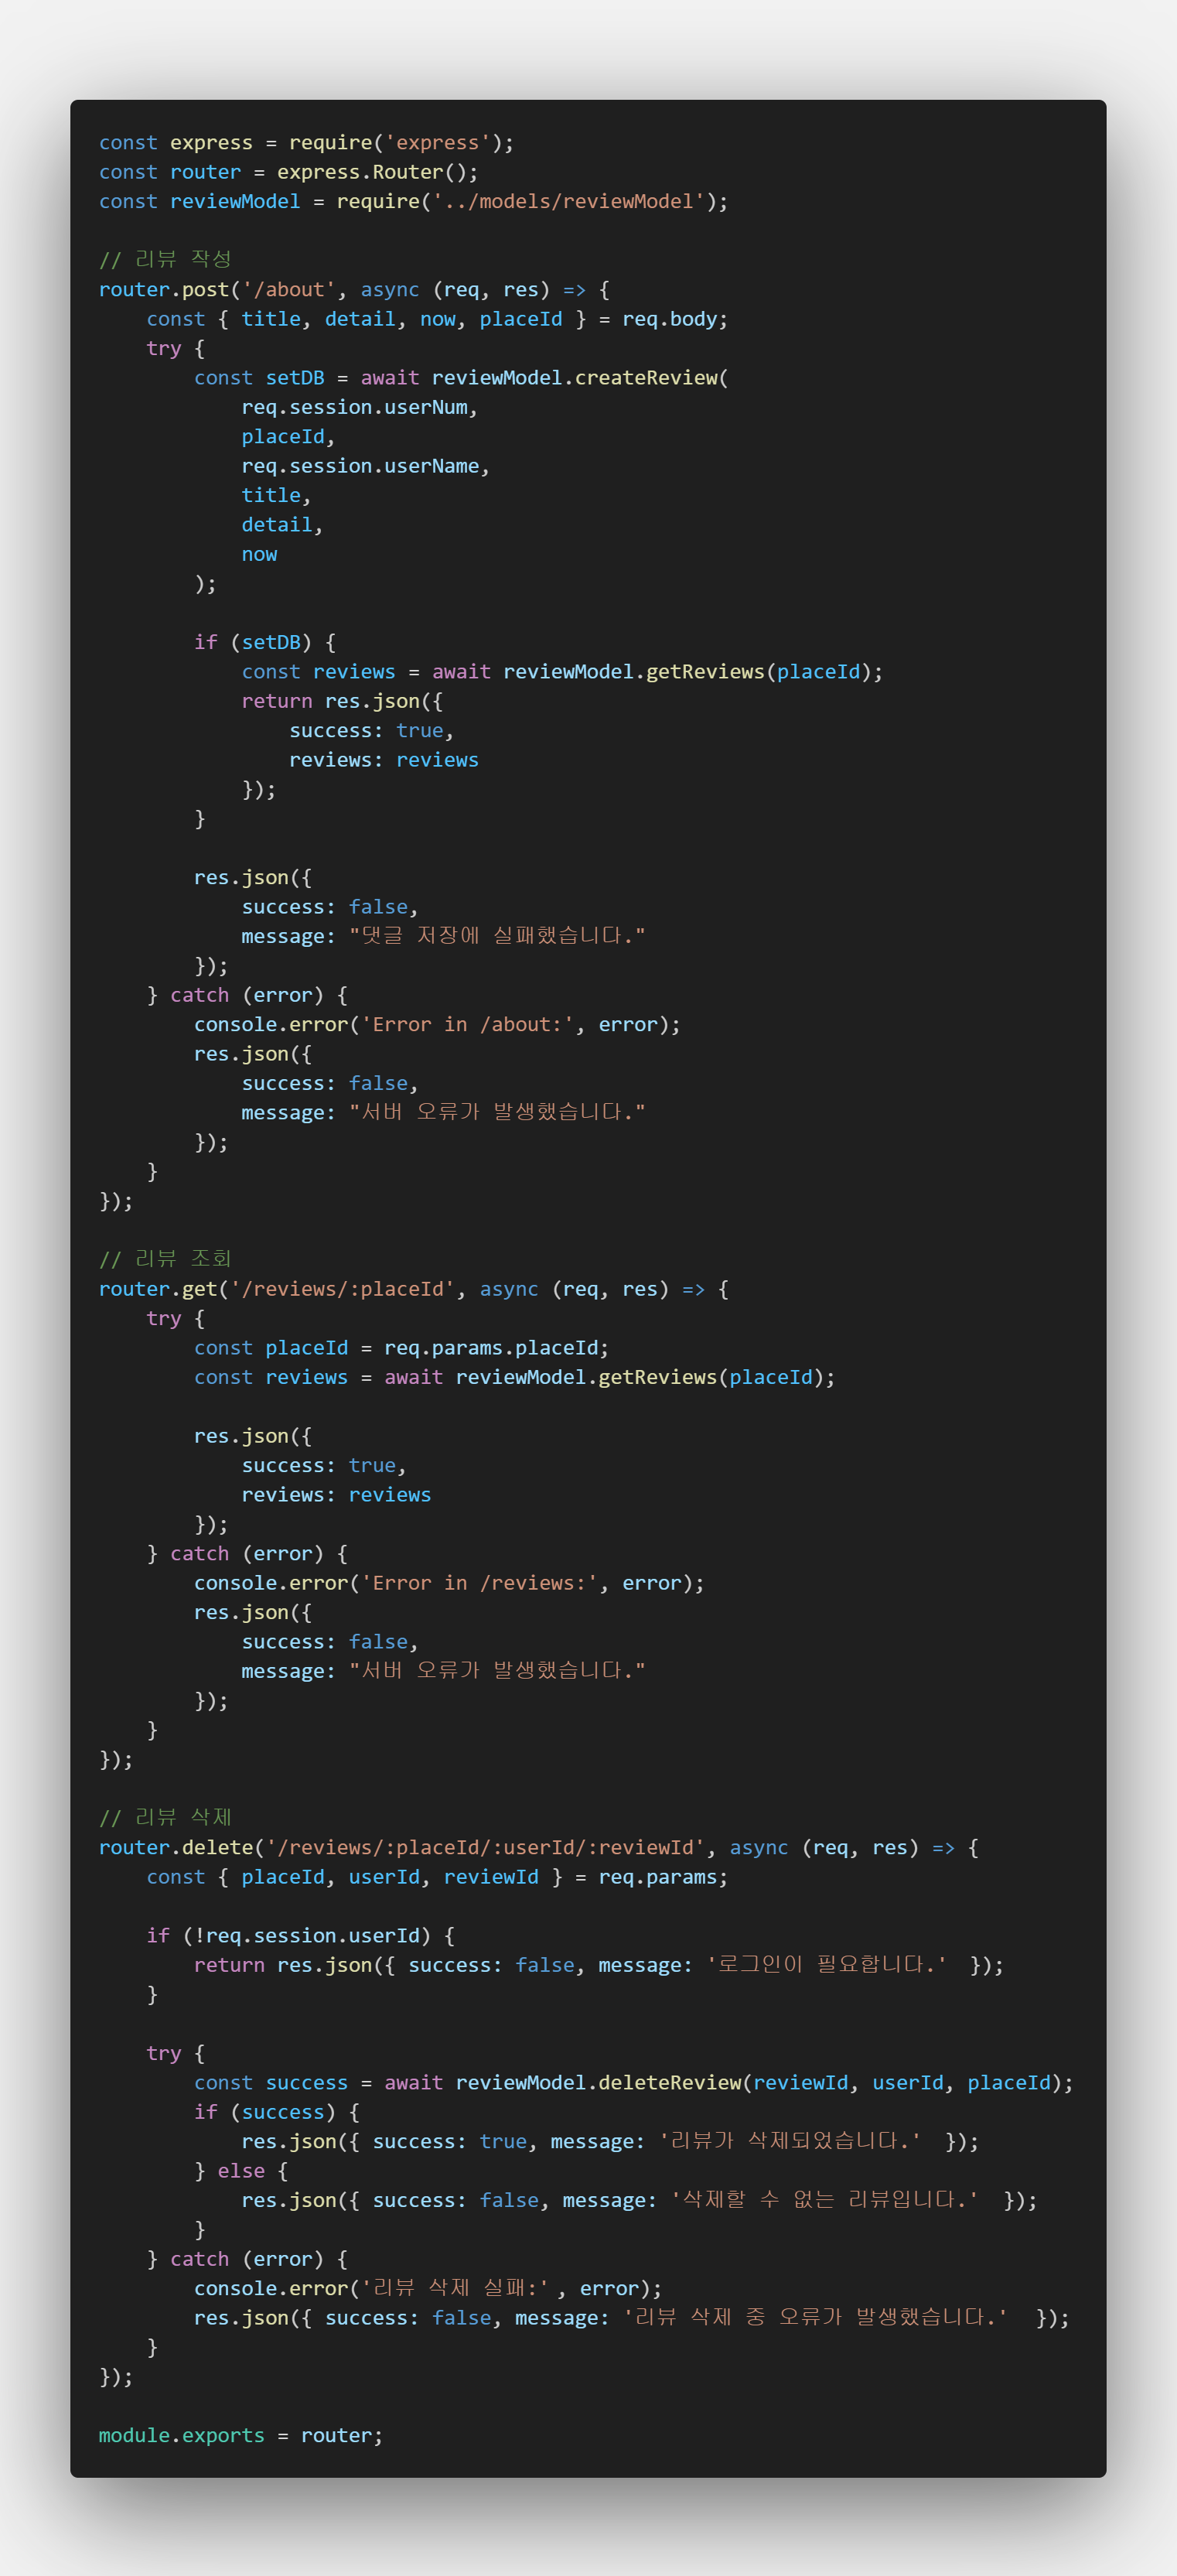 const express = require('express');
const router = express.Router();
const reviewModel = require('../models/reviewModel');

// 리뷰 작성
router.post('/about', async (req, res) => {
    const { title, detail, now, placeId } = req.body;
    try {
        const setDB = await reviewModel.createReview(
            req.session.userNum,
            placeId,
            req.session.userName,
            title,
            detail,
            now
        );

        if (setDB) {
            const reviews = await reviewModel.getReviews(placeId);
            return res.json({
                success: true,
                reviews: reviews
            });
        }

        res.json({
            success: false,
            message: "댓글 저장에 실패했습니다."
        });
    } catch (error) {
        console.error('Error in /about:', error);
        res.json({
            success: false,
            message: "서버 오류가 발생했습니다."
        });
    }
});

// 리뷰 조회
router.get('/reviews/:placeId', async (req, res) => {
    try {
        const placeId = req.params.placeId;
        const reviews = await reviewModel.getReviews(placeId);

        res.json({
            success: true,
            reviews: reviews
        });
    } catch (error) {
        console.error('Error in /reviews:', error);
        res.json({
            success: false,
            message: "서버 오류가 발생했습니다."
        });
    }
});

// 리뷰 삭제
router.delete('/reviews/:placeId/:userId/:reviewId', async (req, res) => {
    const { placeId, userId, reviewId } = req.params;

    if (!req.session.userId) {
        return res.json({ success: false, message: '로그인이 필요합니다.' });
    }

    try {
        const success = await reviewModel.deleteReview(reviewId, userId, placeId);
        if (success) {
            res.json({ success: true, message: '리뷰가 삭제되었습니다.' });
        } else {
            res.json({ success: false, message: '삭제할 수 없는 리뷰입니다.' });
        }
    } catch (error) {
        console.error('리뷰 삭제 실패:', error);
        res.json({ success: false, message: '리뷰 삭제 중 오류가 발생했습니다.' });
    }
});

module.exports = router;